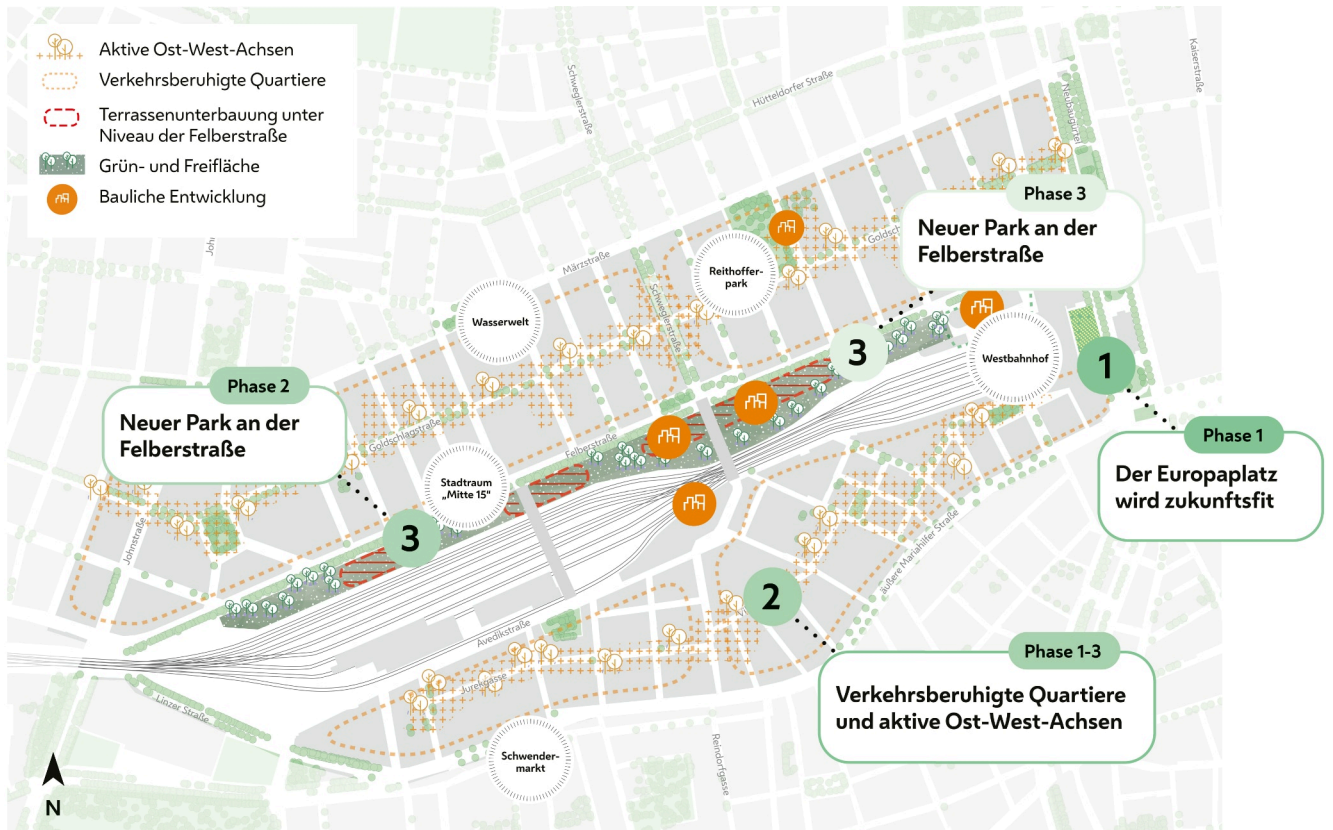 Aktive Ost-West-Achsen
Verkehrsberuhigte Quartiere
Terrassenunterbauung unter
Niveau der Felberstraße
Grün- und Freifläche
Bauliche Entwicklung
Schweglerstraße
Hütteldorfer Straße
Kaiserstraße
Neubaugürtel
Joh
Märzstraße
Goldsch
Phase 3
Neuer Park an der
Felberstraße
Reithoffer-
park
Schweglerstraße
Wasserwelt
Westbahnhof
3
1
Phase 2
Neuer Park an der
Felberstraße
Goldschlagstraße
Felberstraße
Stadtraum
„Mitte 15“
Phase 1
Der Europaplatz
wird zukunftsfit
Johnstraße
3
äußere Mariahilfer Straße
2
Avedikstraße
Jurekgasse
Linzer Straße
Phase 1-3
Verkehrsberuhigte Quartiere
und aktive Ost-West-Achsen
Schwender-
markt
Reindorfgasse
N